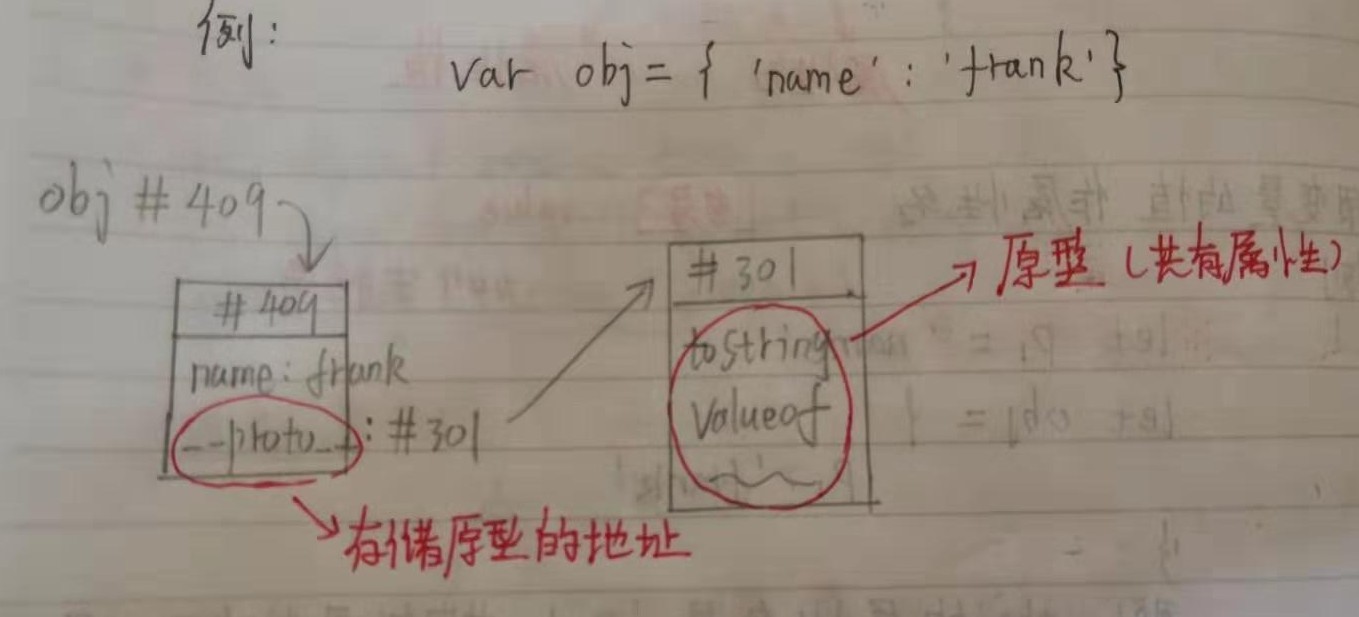 例:
var obj = { 'name' : 'frank' }
obj #409
#409
name: frank
__proto__: #301
存储原型的地址
#301
toString
valueof
原型 (共有属性)